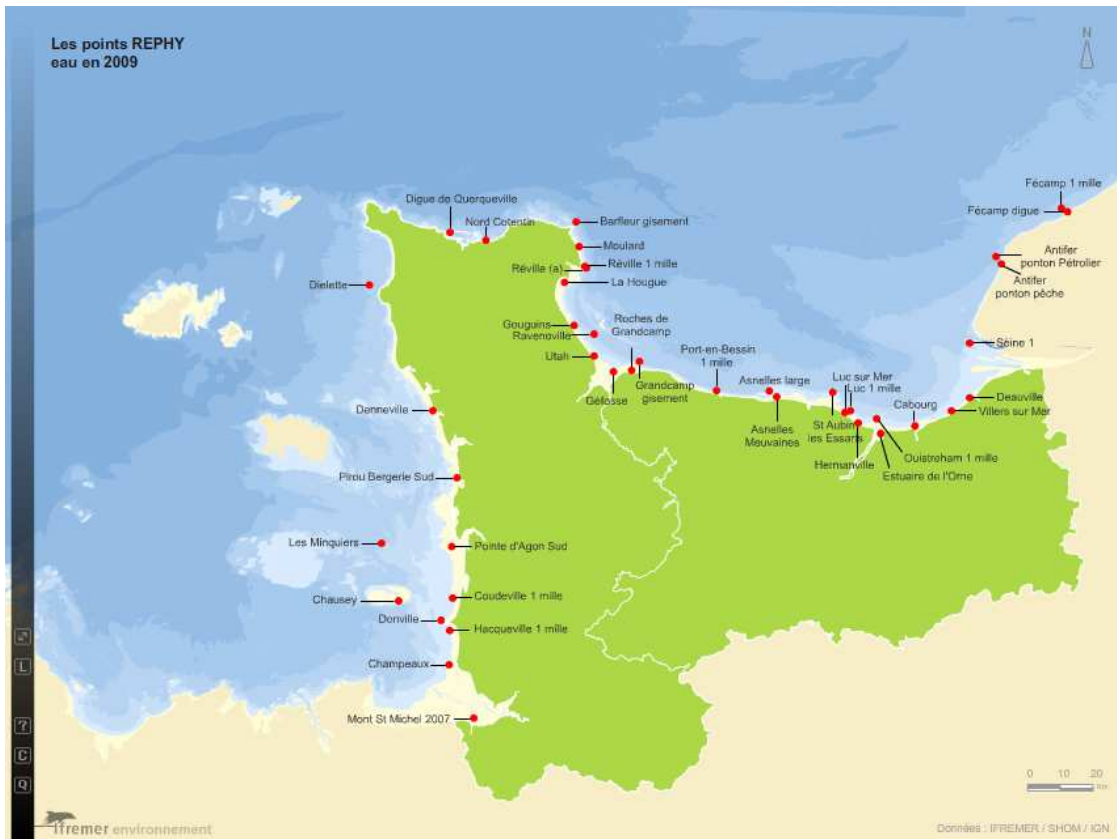 Les points REPHY
eau en 2009
N
Fécamp 1 mille
Digue de Querqueville
Fécamp digue
Nord Cotentin
Barfleur gisement
Moulard
Antifer
ponton Pétrolier
Réville (a)
Réville 1 mille
Antifer
ponton pêche
Dielette
La Hougue
Roches de
Grandcamp
Gouguins
Ravenoville
Seine 1
Port-en-Bessin
1 mille
Utah
Grandcamp
gisement
Géfosse
Asnelles large
Luc sur Mer
Luc 1 mille
Cabourg
Deauville
Villers sur Mer
Denneville
St Aubin
les Essarts
Asnelles
Meuvaines
Ouistreham 1 mille
Hermanville
Estuaire de l'Orne
Pirou Bergerie Sud
Les Minquiers
Pointe d'Agon Sud
Chausey
Coudeville 1 mille
Donville
Hacqueville 1 mille
Champeaux
Mont St Michel 2007
L
?
C
Q
0 10 20
Km
ifremer environnement
Données : IFREMER / SHOM / IGN